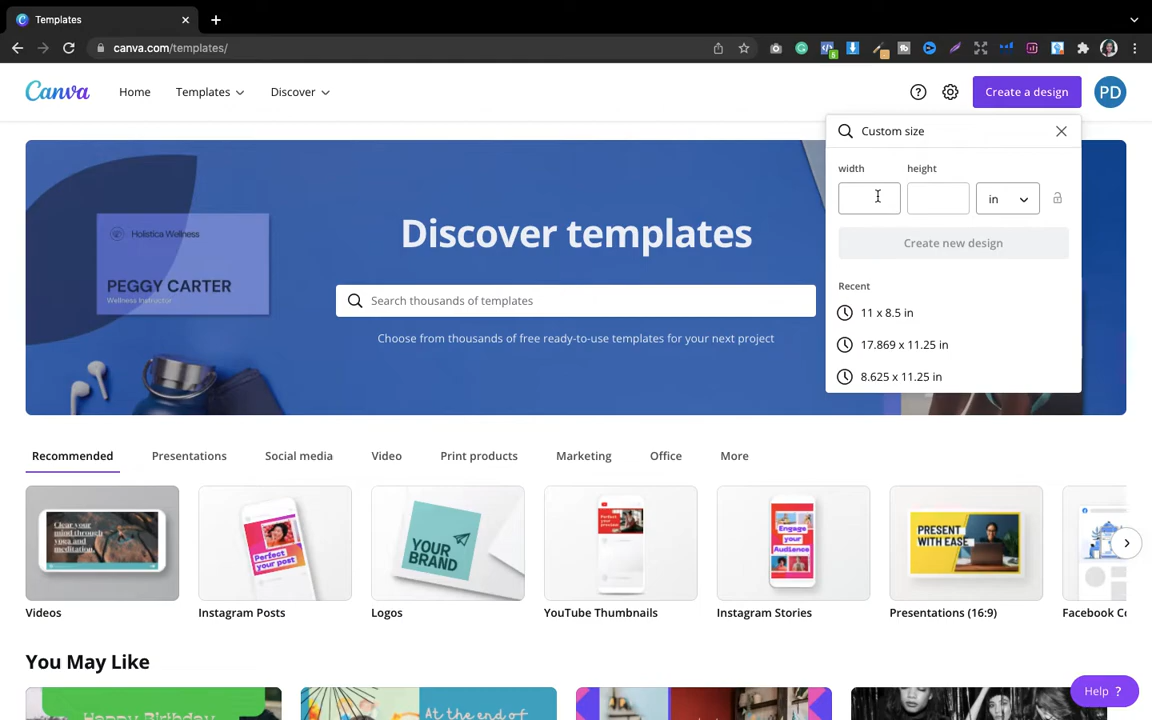 Templates
canva.com/templates/
5
Canva
Home
Templates
Discover
Create a design
PD
Custom size
width
height
in
Create new design
Recent
11 x 8.5 in
17.869 x 11.25 in
8.625 x 11.25 in
Holistica Wellness
PEGGY CARTER
Wellness Instructor
Discover templates
Search thousands of templates
Choose from thousands of free ready-to-use templates for your next project
Recommended
Presentations
Social media
Video
Print products
Marketing
Office
More
Clear your
mind through
yoga and
meditation.
Perfect
your post
YOUR
BRAND
Engage
your
Audience
PRESENT
WITH EASE
Videos
Instagram Posts
Logos
YouTube Thumbnails
Instagram Stories
Presentations (16:9)
Facebook Co
You May Like
Happy Birthday
At the end of
Help ?